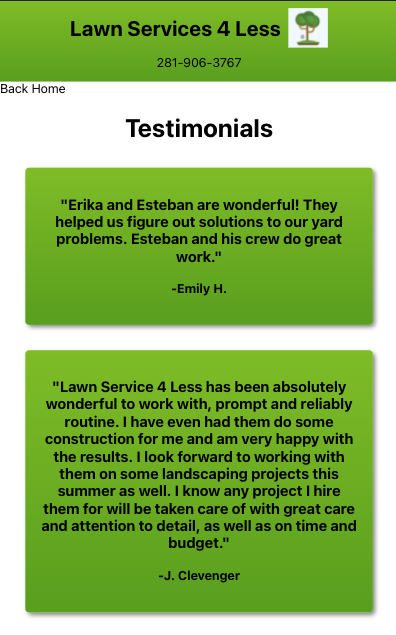 Lawn Services 4 Less
281-906-3767
Back Home
Testimonials
"Erika and Esteban are wonderful! They
helped us figure out solutions to our yard
problems. Esteban and his crew do great
work."
-Emily H.
"Lawn Service 4 Less has been absolutely
wonderful to work with, prompt and reliably
routine. I have even had them do some
construction for me and am very happy with
the results. I look forward to working with
them on some landscaping projects this
summer as well. I know any project I hire
them for will be taken care of with great care
and attention to detail, as well as on time and
budget."
-J. Clevenger